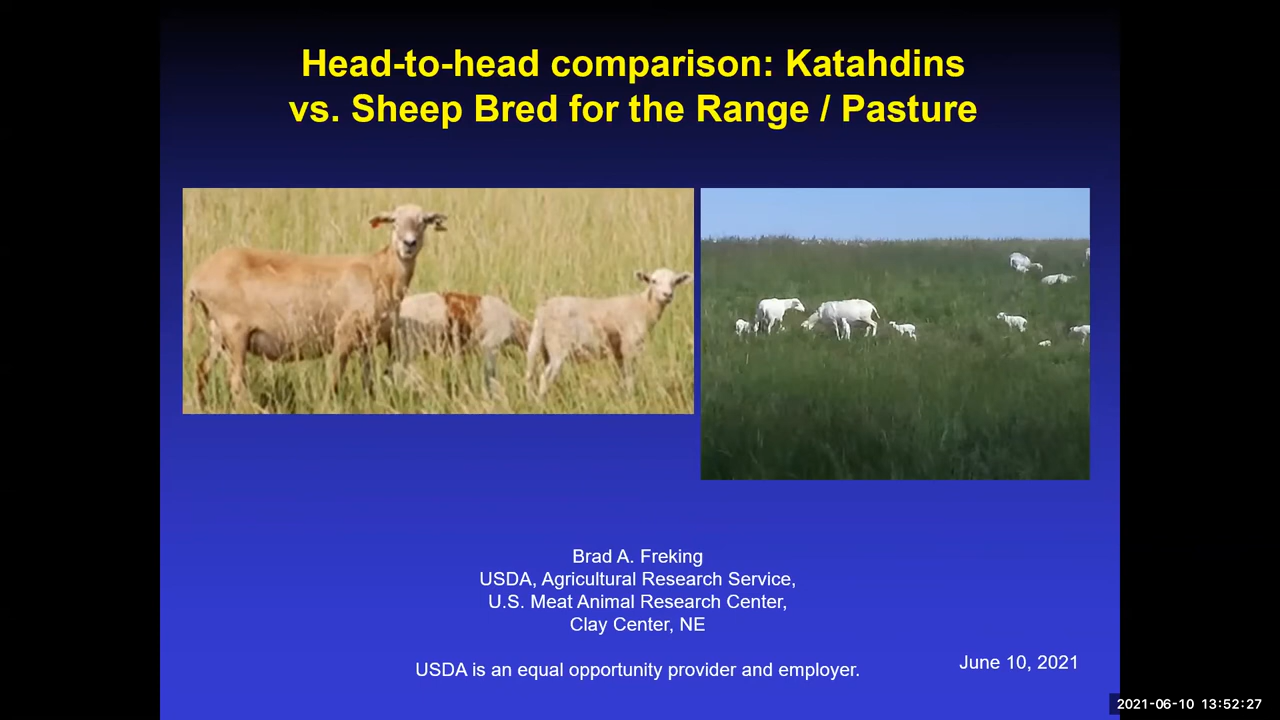 Head-to-head comparison: Katahdins
vs. Sheep Bred for the Range / Pasture
Brad A. Freking
USDA, Agricultural Research Service,
U.S. Meat Animal Research Center,
Clay Center, NE
USDA is an equal opportunity provider and employer.
June 10, 2021
2021-06-10 13:52:27